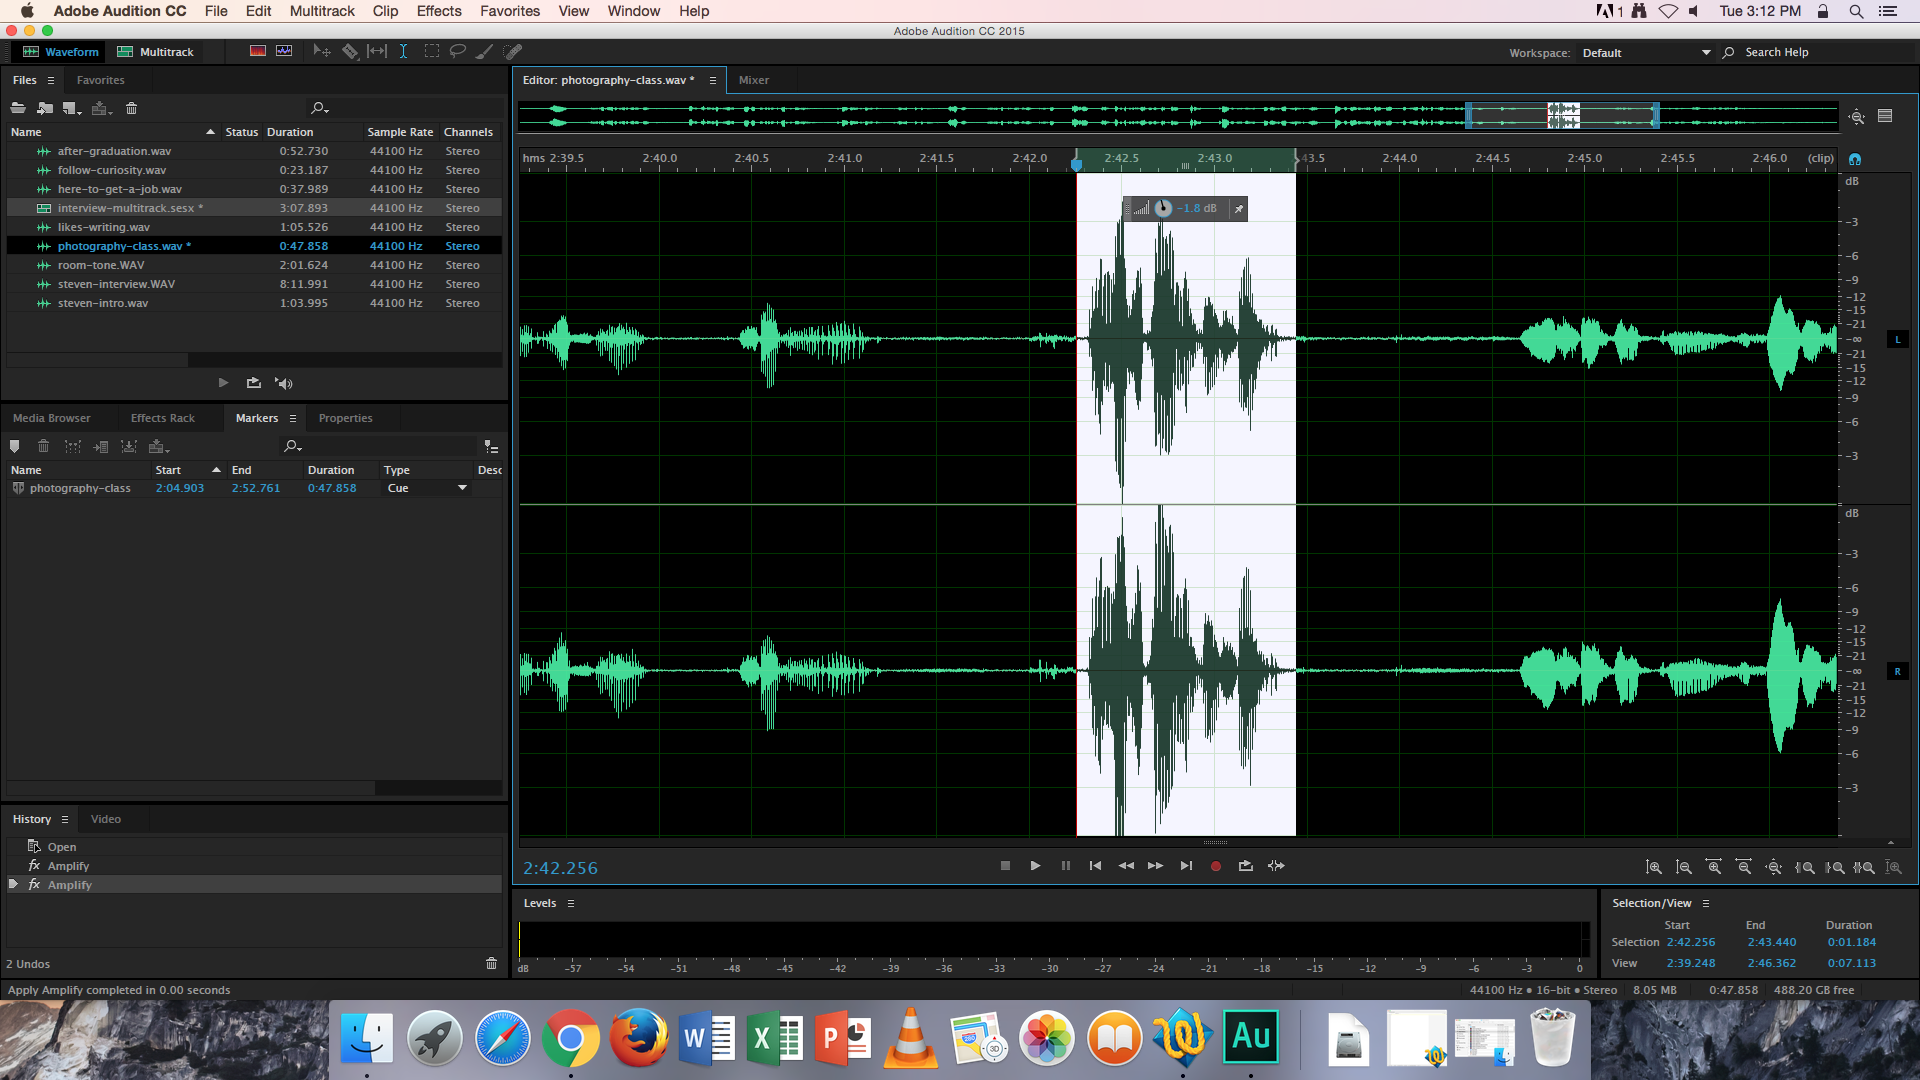 Adobe Audition CC File Edit Multitrack Clip Effects Favorites View Window Help 1 Tue 3:12 PM
Adobe Audition CC 2015
Waveform Multitrack Workspace: Default Search Help
Files Favorites
Name Status Duration Sample Rate Channels
after-graduation.wav 0:52.730 44100 Hz Stereo
follow-curiosity.wav 0:23.187 44100 Hz Stereo
here-to-get-a-job.wav 0:37.989 44100 Hz Stereo
interview-multitrack.sesx * 3:07.893 44100 Hz Stereo
likes-writing.wav 1:05.526 44100 Hz Stereo
photography-class.wav * 0:47.858 44100 Hz Stereo
room-tone.WAV 2:01.624 44100 Hz Stereo
steven-interview.WAV 8:11.991 44100 Hz Stereo
steven-intro.wav 1:03.995 44100 Hz Stereo
Media Browser Effects Rack Markers Properties
Name Start End Duration Type Desc
photography-class 2:04.903 2:52.761 0:47.858 Cue
History Video
Open
fx Amplify
fx Amplify
2 Undos
Editor: photography-class.wav * Mixer
hms 2:39.5 2:40.0 2:40.5 2:41.0 2:41.5 2:42.0 2:42.5 2:43.0 43.5 2:44.0 2:44.5 2:45.0 2:45.5 2:46.0 (clip)
-1.8 dB
dB
-3
-6
-9
-12
-15
-21
-∞
L
-21
-15
-12
-9
-6
-3
dB
-3
-6
-9
-12
-15
-21
-∞
R
-21
-15
-12
-9
-6
-3
2:42.256
Levels
dB -57 -54 -51 -48 -45 -42 -39 -36 -33 -30 -27 -24 -21 -18 -15 -12 -9 -6 -3 0
Selection/View
Start End Duration
Selection 2:42.256 2:43.440 0:01.184
View 2:39.248 2:46.362 0:07.113
Apply Amplify completed in 0.00 seconds
44100 Hz • 16-bit • Stereo 8.05 MB 0:47.858 488.20 GB free
W X P 280 3D Au